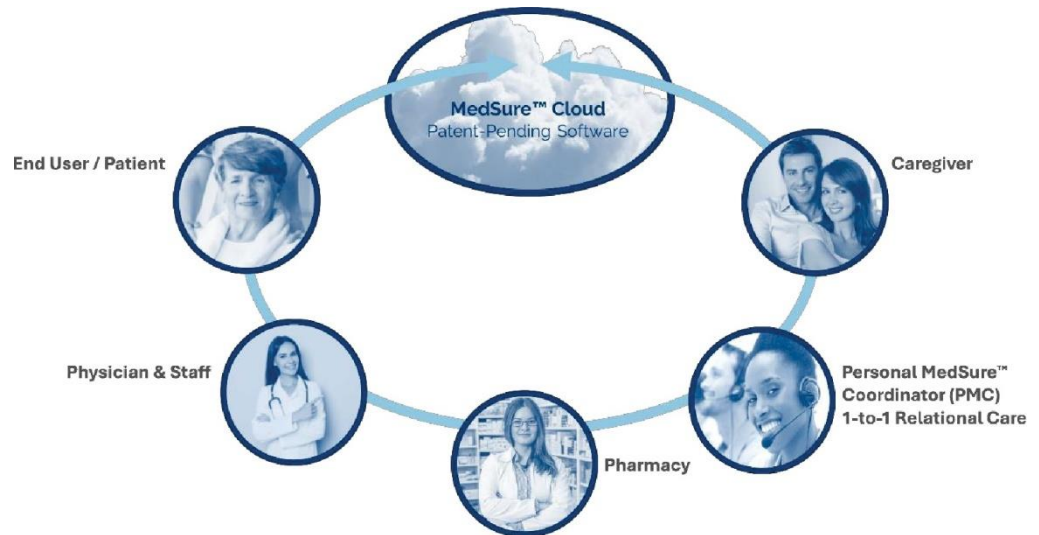 MedSure™ Cloud
Patent-Pending Software
End User / Patient
Caregiver
Physician & Staff
Personal MedSure™
Coordinator (PMC)
1-to-1 Relational Care
Pharmacy